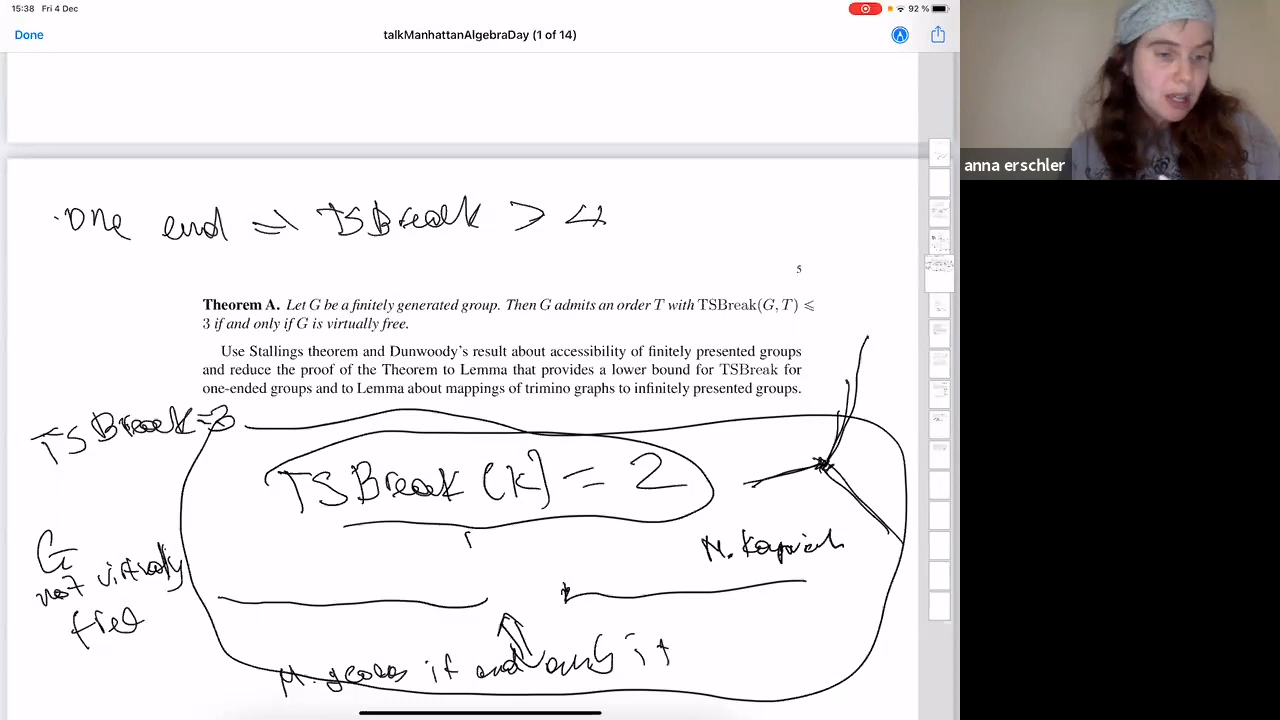 15:38 Fri 4 Dec
92 %
Done
talkManhattanAlgebraDay (1 of 14)
anna erschler
one end => TSBreak > 4
5
Theorem A. Let G be a finitely generated group. Then G admits an order T with TSBreak(G, T) ⩽
3 if and only if G is virtually free.
Use Stallings theorem and Dunwoody's result about accessibility of finitely presented groups
and reduce the proof of the Theorem to Lemma that provides a lower bound for TSBreak for
one-ended groups and to Lemma about mappings of trimino graphs to infinitely presented groups.
TSBreak = 3
TSBreak (k) = 2
G
not virtually
free
M.
M. if and only if